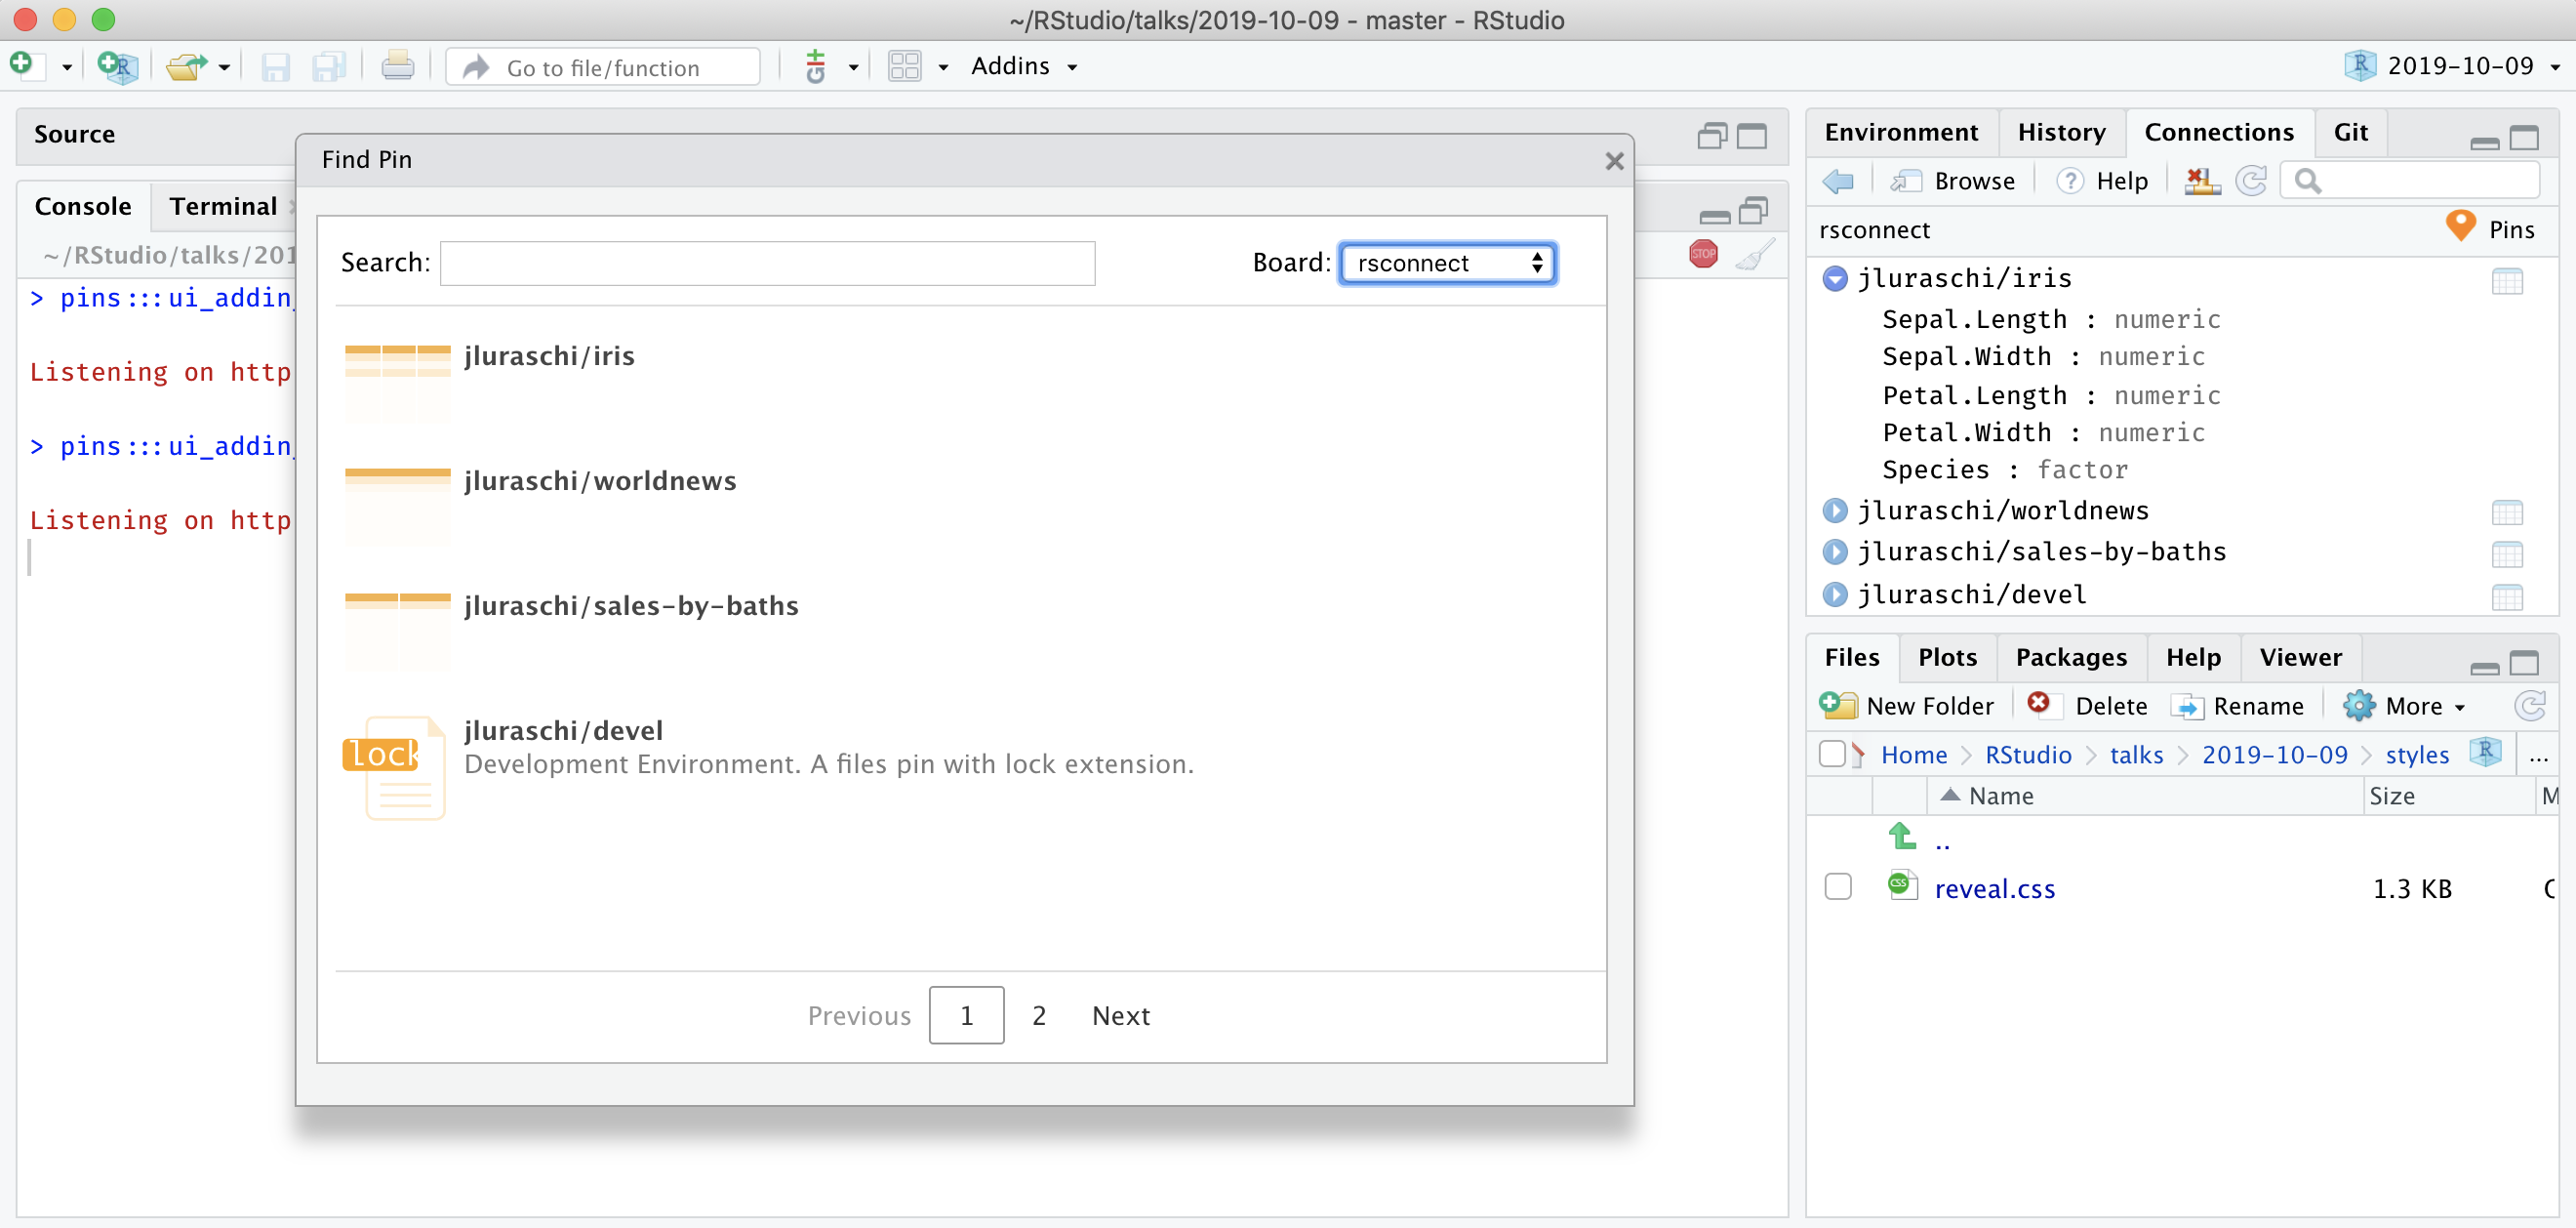 ~/RStudio/talks/2019-10-09 - master - RStudio
Go to file/function
Addins
2019-10-09
Source
Console
Terminal
~/RStudio/talks/201
> pins:::ui_addin_
Listening on http
> pins:::ui_addin_
Listening on http
Find Pin
Search:
Board: rsconnect
jluraschi/iris
jluraschi/worldnews
jluraschi/sales-by-baths
lock
jluraschi/devel
Development Environment. A files pin with lock extension.
Previous 1 2 Next
STOP
Environment History Connections Git
Browse Help
rsconnect Pins
jluraschi/iris
Sepal.Length : numeric
Sepal.Width : numeric
Petal.Length : numeric
Petal.Width : numeric
Species : factor
jluraschi/worldnews
jluraschi/sales-by-baths
jluraschi/devel
Files Plots Packages Help Viewer
New Folder Delete Rename More
Home RStudio talks 2019-10-09 styles ...
Name Size M
..
CSS reveal.css 1.3 KB